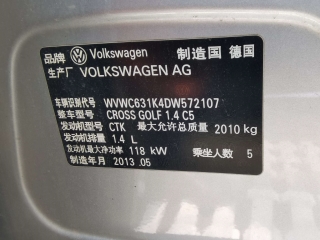 品牌 Volkswagen 制造国 德国
生产厂 VOLKSWAGEN AG
车辆识别代号 WVWC631K4DW572107
整车型号 CROSS GOLF 1.4 C5
发动机型号 CTK 最大允许总质量 2010 kg
发动机排量 1.4 L
发动机最大净功率 118 kW 乘坐人数 5
制造年月 2013 .05